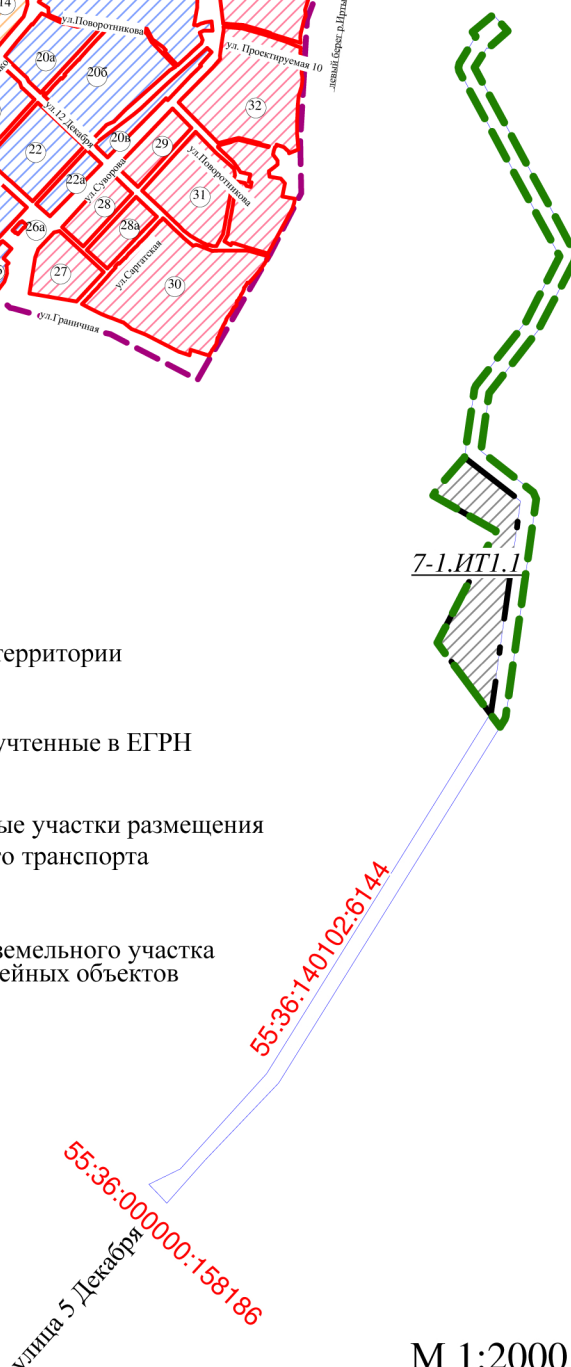 14
ул.Поворотникова
20а
20б
ул. Проектируемая 10
левый берег р.Ирты
32
ул.12 Декабря
20в
29
22
ул.Поворотникова
22а
ул.Суворова
31
28
26а
28а
27
ул.Саргатская
30
ул.Граничная
7-1.ИТ1.1
территории
учтенные в ЕГРН
ые участки размещения
го транспорта
земельного участка
ейных объектов
55:36:140102:6144
55:36:000000:158186
улица 5 Декабря
М 1:2000